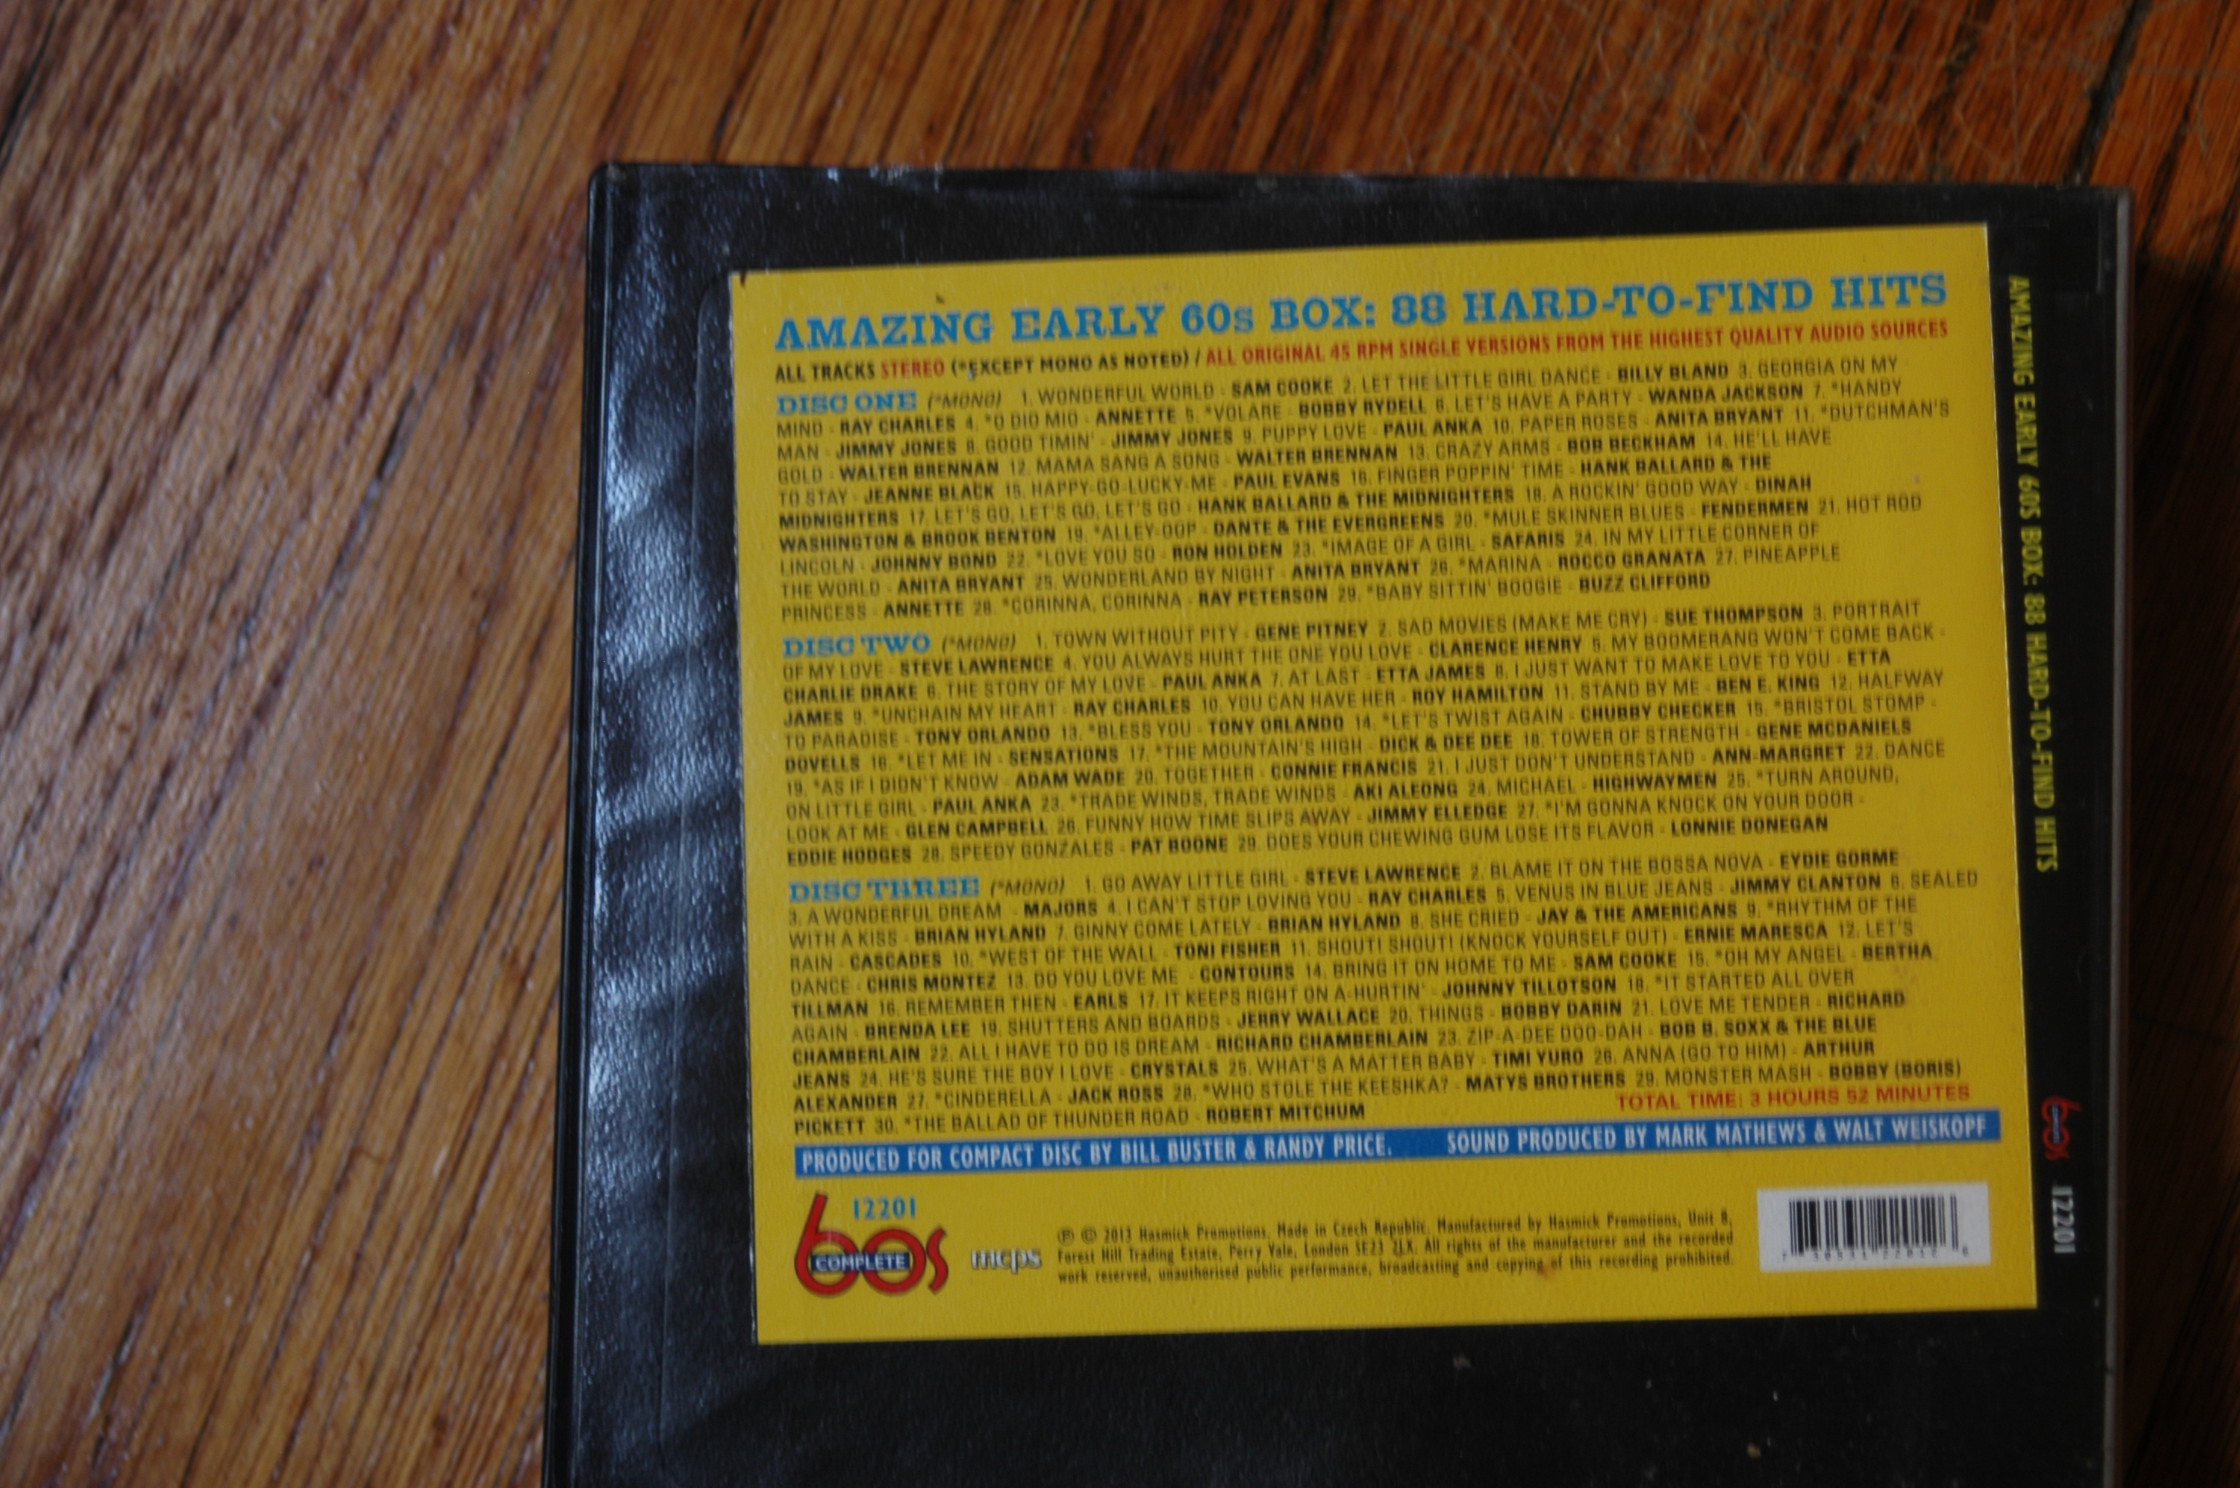 AMAZING EARLY 60S BOX: 88 HARD-TO-FIND HITS
COMPLETE 60s
12201
AMAZING EARLY 60s BOX: 88 HARD-TO-FIND HITS
ALL TRACKS STEREO (*EXCEPT MONO AS NOTED) / ALL ORIGINAL 45 RPM SINGLE VERSIONS FROM THE HIGHEST QUALITY AUDIO SOURCES
DISC ONE (*MONO) 1. WONDERFUL WORLD - SAM COOKE 2. LET THE LITTLE GIRL DANCE - BILLY BLAND 3. GEORGIA ON MY
MIND - RAY CHARLES 4. *O DIO MIO - ANNETTE 5. *VOLARE - BOBBY RYDELL 6. LET'S HAVE A PARTY - WANDA JACKSON 7. *HANDY
MAN - JIMMY JONES 8. GOOD TIMIN' - JIMMY JONES 9. PUPPY LOVE - PAUL ANKA 10. PAPER ROSES - ANITA BRYANT 11. *DUTCHMAN'S
GOLD - WALTER BRENNAN 12. MAMA SANG A SONG - WALTER BRENNAN 13. CRAZY ARMS - BOB BECKHAM 14. HE'LL HAVE
TO STAY - JEANNE BLACK 15. HAPPY-GO-LUCKY-ME - PAUL EVANS 16. FINGER POPPIN' TIME - HANK BALLARD & THE
MIDNIGHTERS 17. LET'S GO, LET'S GO, LET'S GO - HANK BALLARD & THE MIDNIGHTERS 18. A ROCKIN' GOOD WAY - DINAH
WASHINGTON & BROOK BENTON 19. *ALLEY-OOP - DANTE & THE EVERGREENS 20. *MULE SKINNER BLUES - FENDERMEN 21. HOT ROD
LINCOLN - JOHNNY BOND 22. *LOVE YOU SO - RON HOLDEN 23. *IMAGE OF A GIRL - SAFARIS 24. IN MY LITTLE CORNER OF
THE WORLD - ANITA BRYANT 25. WONDERLAND BY NIGHT - ANITA BRYANT 26. *MARINA - ROCCO GRANATA 27. PINEAPPLE
PRINCESS - ANNETTE 28. *CORINNA, CORINNA - RAY PETERSON 29. *BABY SITTIN' BOOGIE - BUZZ CLIFFORD
DISC TWO (*MONO) 1. TOWN WITHOUT PITY - GENE PITNEY 2. SAD MOVIES (MAKE ME CRY) - SUE THOMPSON 3. PORTRAIT
OF MY LOVE - STEVE LAWRENCE 4. YOU ALWAYS HURT THE ONE YOU LOVE - CLARENCE HENRY 5. MY BOOMERANG WON'T COME BACK -
CHARLIE DRAKE 6. THE STORY OF MY LOVE - PAUL ANKA 7. AT LAST - ETTA JAMES 8. I JUST WANT TO MAKE LOVE TO YOU - ETTA
JAMES 9. *UNCHAIN MY HEART - RAY CHARLES 10. YOU CAN HAVE HER - ROY HAMILTON 11. STAND BY ME - BEN E. KING 12. HALFWAY
TO PARADISE - TONY ORLANDO 13. *BLESS YOU - TONY ORLANDO 14. *LET'S TWIST AGAIN - CHUBBY CHECKER 15. *BRISTOL STOMP -
DOVELLS 16. *LET ME IN - SENSATIONS 17. *THE MOUNTAIN'S HIGH - DICK & DEE DEE 18. TOWER OF STRENGTH - GENE MCDANIELS
19. *AS IF I DIDN'T KNOW - ADAM WADE 20. TOGETHER - CONNIE FRANCIS 21. I JUST DON'T UNDERSTAND - ANN-MARGRET 22. DANCE
ON LITTLE GIRL - PAUL ANKA 23. *TRADE WINDS, TRADE WINDS - AKI ALEONG 24. MICHAEL - HIGHWAYMEN 25. *TURN AROUND,
LOOK AT ME - GLEN CAMPBELL 26. FUNNY HOW TIME SLIPS AWAY - JIMMY ELLEDGE 27. *I'M GONNA KNOCK ON YOUR DOOR -
EDDIE HODGES 28. SPEEDY GONZALES - PAT BOONE 29. DOES YOUR CHEWING GUM LOSE ITS FLAVOR - LONNIE DONEGAN
DISC THREE (*MONO) 1. GO AWAY LITTLE GIRL - STEVE LAWRENCE 2. BLAME IT ON THE BOSSA NOVA - EYDIE GORME
3. A WONDERFUL DREAM - MAJORS 4. I CAN'T STOP LOVING YOU - RAY CHARLES 5. VENUS IN BLUE JEANS - JIMMY CLANTON 6. SEALED
WITH A KISS - BRIAN HYLAND 7. GINNY COME LATELY - BRIAN HYLAND 8. SHE CRIED - JAY & THE AMERICANS 9. *RHYTHM OF THE
RAIN - CASCADES 10. *WEST OF THE WALL - TONI FISHER 11. SHOUT! SHOUT! (KNOCK YOURSELF OUT) - ERNIE MARESCA 12. LET'S
DANCE - CHRIS MONTEZ 13. DO YOU LOVE ME - CONTOURS 14. BRING IT ON HOME TO ME - SAM COOKE 15. *OH MY ANGEL - BERTHA
TILLMAN 16. REMEMBER THEN - EARLS 17. IT KEEPS RIGHT ON A-HURTIN' - JOHNNY TILLOTSON 18. *IT STARTED ALL OVER
AGAIN - BRENDA LEE 19. SHUTTERS AND BOARDS - JERRY WALLACE 20. THINGS - BOBBY DARIN 21. LOVE ME TENDER - RICHARD
CHAMBERLAIN 22. ALL I HAVE TO DO IS DREAM - RICHARD CHAMBERLAIN 23. ZIP-A-DEE DOO-DAH - BOB B. SOXX & THE BLUE
JEANS 24. HE'S SURE THE BOY I LOVE - CRYSTALS 25. WHAT'S A MATTER BABY - TIMI YURO 26. ANNA (GO TO HIM) - ARTHUR
ALEXANDER 27. *CINDERELLA - JACK ROSS 28. *WHO STOLE THE KEESHKA? - MATYS BROTHERS 29. MONSTER MASH - BOBBY (BORIS)
PICKETT 30. *THE BALLAD OF THUNDER ROAD - ROBERT MITCHUM
TOTAL TIME: 3 HOURS 52 MINUTES
PRODUCED FOR COMPACT DISC BY BILL BUSTER & RANDY PRICE. SOUND PRODUCED BY MARK MATHEWS & WALT WEISKOPF
12201
COMPLETE 60s
mcps
℗ © 2013 Hasmick Promotions. Made in Czech Republic. Manufactured by Hasmick Promotions, Unit 8,
Forest Hill Trading Estate, Perry Vale, London SE23 2LX. All rights of the manufacturer and the recorded
work reserved, unauthorised public performance, broadcasting and copying of this recording prohibited.